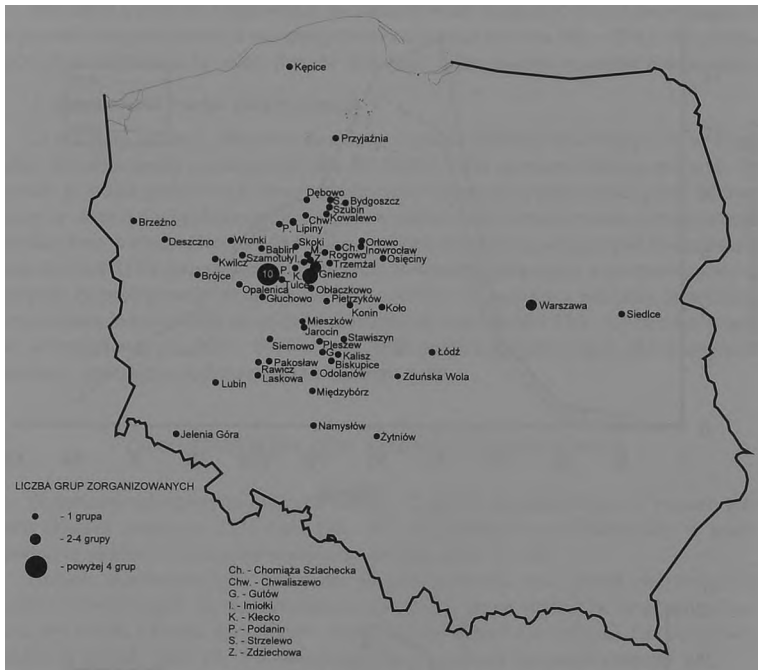 Kępice
Przyjaźnia
Dębowo
S.
Bydgoszcz
Szubin
Kowalewo
Chw.
Brzeźno
P.
Lipiny
Deszczno
Wronki
Skoki
M.
Ch.
Orłowo
Inowrocław
Bablin
Rogowo
Osięciny
Kwilcz
Szamotuły
I.
Z.
Trzemżal
Brójce
10
P.
K.
Gniezno
Opalenica
Tulce
Obłaczkowo
Głuchowo
Pietrzyków
Konin
Koło
Warszawa
Siedlce
Mieszków
Jarocin
Siemowo
Pleszew
Stawiszyn
G.
Kalisz
Łódź
Pakosław
Biskupice
Rawicz
Laskowa
Odolanów
Zduńska Wola
Lubin
Międzybórz
Namysłów
Jelenia Góra
Żytniów
LICZBA GRUP ZORGANIZOWANYCH
- 1 grupa
- 2-4 grupy
- powyżej 4 grup
Ch. - Chomiąża Szlachecka
Chw. - Chwaliszewo
G. - Gutów
I. - Imiołki
K. - Kłecko
P. - Podanin
S. - Strzelewo
Z. - Zdziechowa